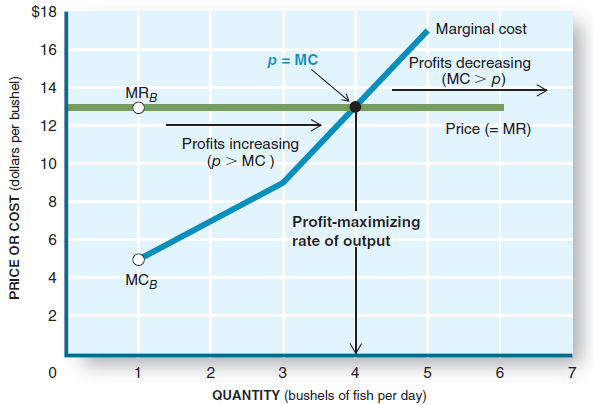 $18
16
14
12
10
8
6
4
2
0
PRICE OR COST (dollars per bushel)
Marginal cost
p = MC
Profits decreasing
(MC > p)
MRB
Price (= MR)
Profits increasing
(p > MC )
Profit-maximizing
rate of output
MCB
1 2 3 4 5 6 7
QUANTITY (bushels of fish per day)